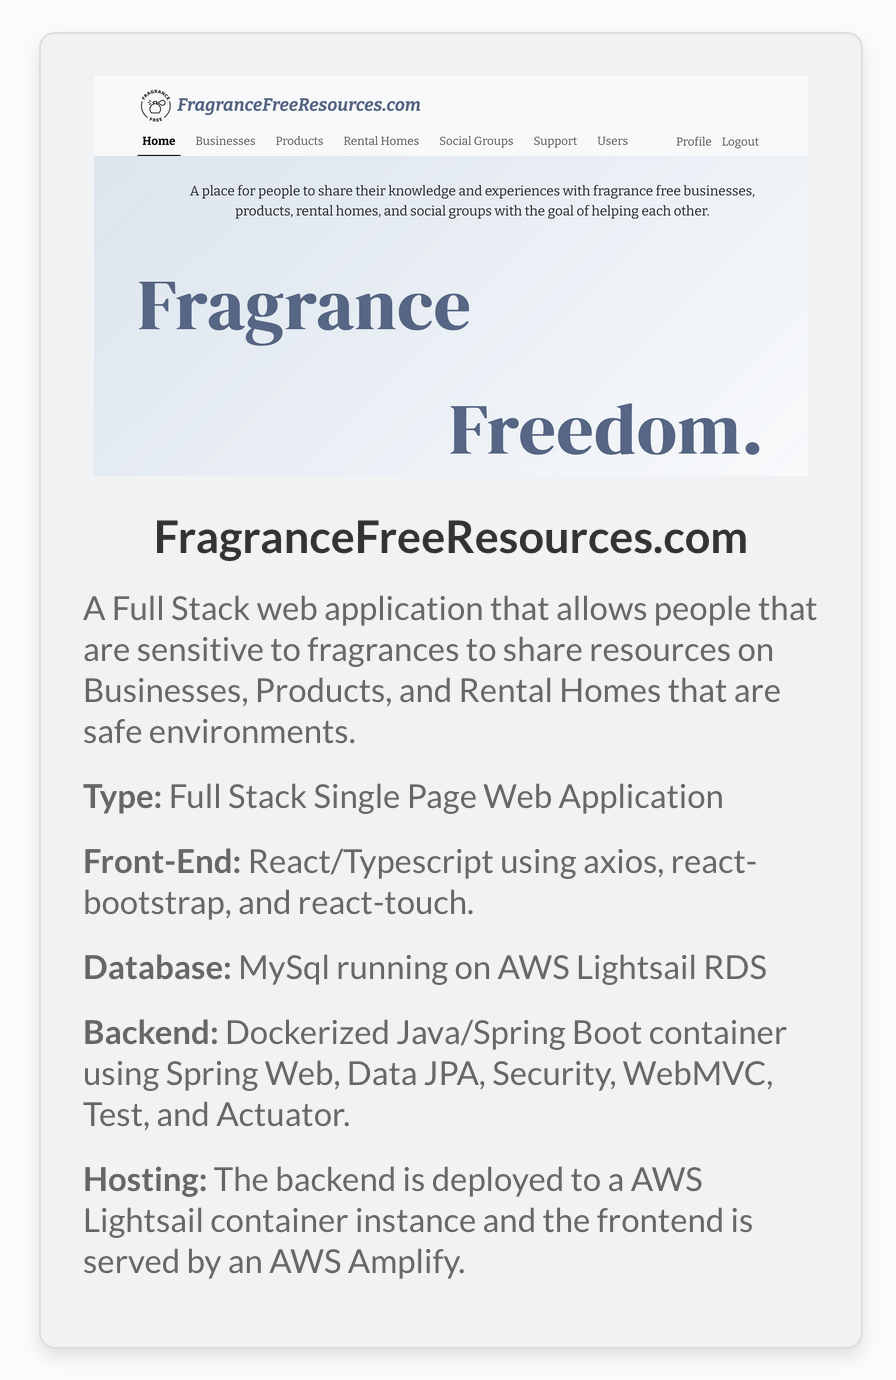 FRAGRANCE
FREE
FragranceFreeResources.com
Home Businesses Products Rental Homes Social Groups Support Users Profile Logout
A place for people to share their knowledge and experiences with fragrance free businesses,
products, rental homes, and social groups with the goal of helping each other.
Fragrance
Freedom.
FragranceFreeResources.com
A Full Stack web application that allows people that
are sensitive to fragrances to share resources on
Businesses, Products, and Rental Homes that are
safe environments.
Type: Full Stack Single Page Web Application
Front-End: React/Typescript using axios, react-
bootstrap, and react-touch.
Database: MySql running on AWS Lightsail RDS
Backend: Dockerized Java/Spring Boot container
using Spring Web, Data JPA, Security, WebMVC,
Test, and Actuator.
Hosting: The backend is deployed to a AWS
Lightsail container instance and the frontend is
served by an AWS Amplify.